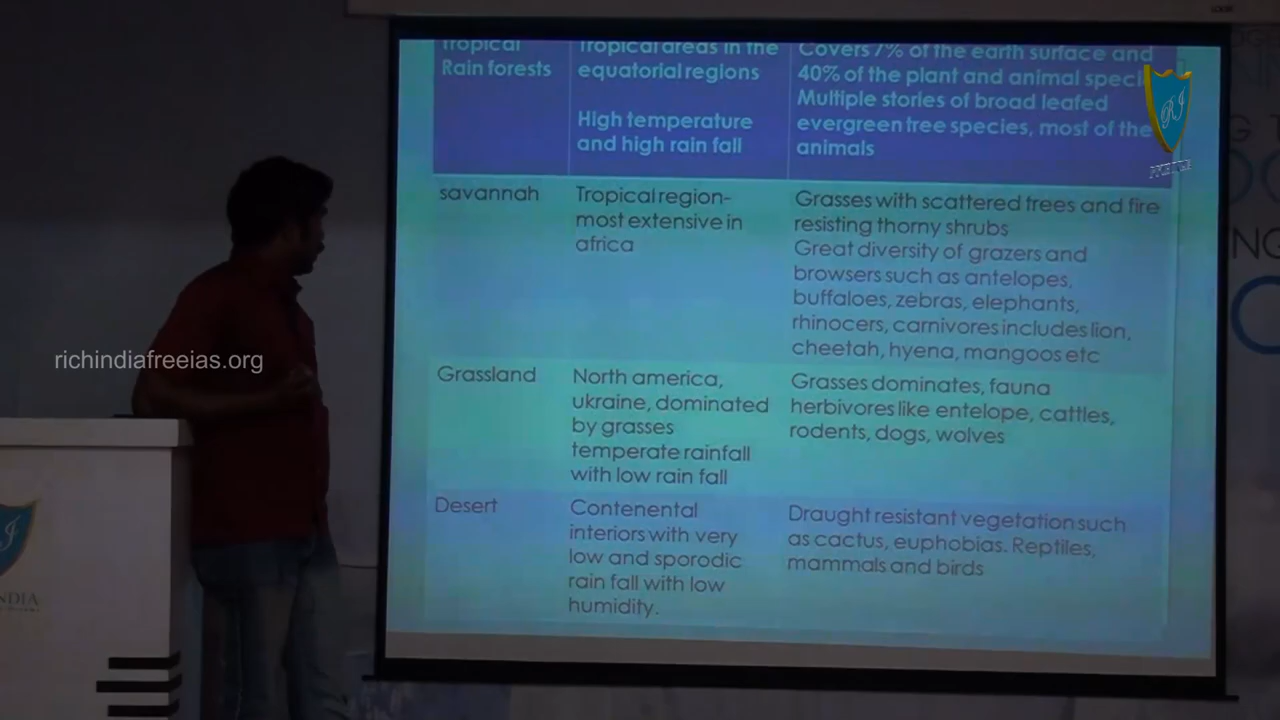 Tropical
Rain forests
Tropical areas in the
equatorial regions
High temperature
and high rain fall
Covers 7% of the earth surface and
40% of the plant and animal speci
Multiple stories of broad leafed
evergreen tree species, most of the
animals
savannah
Tropical region-
most extensive in
africa
Grasses with scattered trees and fire
resisting thorny shrubs
Great diversity of grazers and
browsers such as antelopes,
buffaloes, zebras, elephants,
rhinocers, carnivores includes lion,
cheetah, hyena, mangoos etc
Grassland
North america,
ukraine, dominated
by grasses
temperate rainfall
with low rain fall
Grasses dominates, fauna
herbivores like entelope, cattles,
rodents, dogs, wolves
Desert
Contenental
interiors with very
low and sporodic
rain fall with low
humidity.
Draught resistant vegetation such
as cactus, euphobias. Reptiles,
mammals and birds
richindiafreeias.org
RJ
NDIA